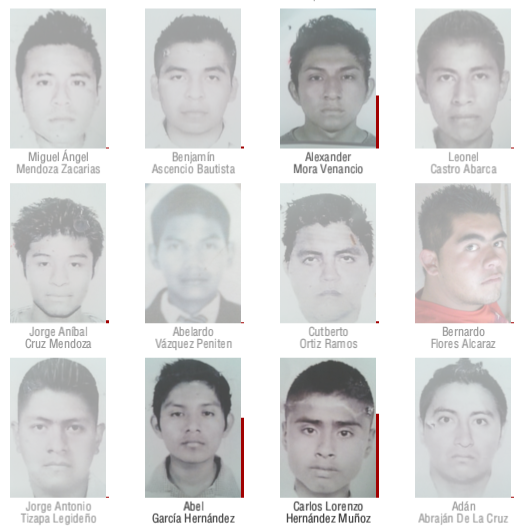 Miguel Ángel
Mendoza Zacarias
Benjamín
Ascencio Bautista
Alexander
Mora Venancio
Leonel
Castro Abarca
Jorge Aníbal
Cruz Mendoza
Abelardo
Vázquez Peniten
Cutberto
Ortiz Ramos
Bernardo
Flores Alcaraz
Jorge Antonio
Tizapa Legideño
Abel
García Hernández
Carlos Lorenzo
Hernández Muñoz
Adán
Abraján De La Cruz